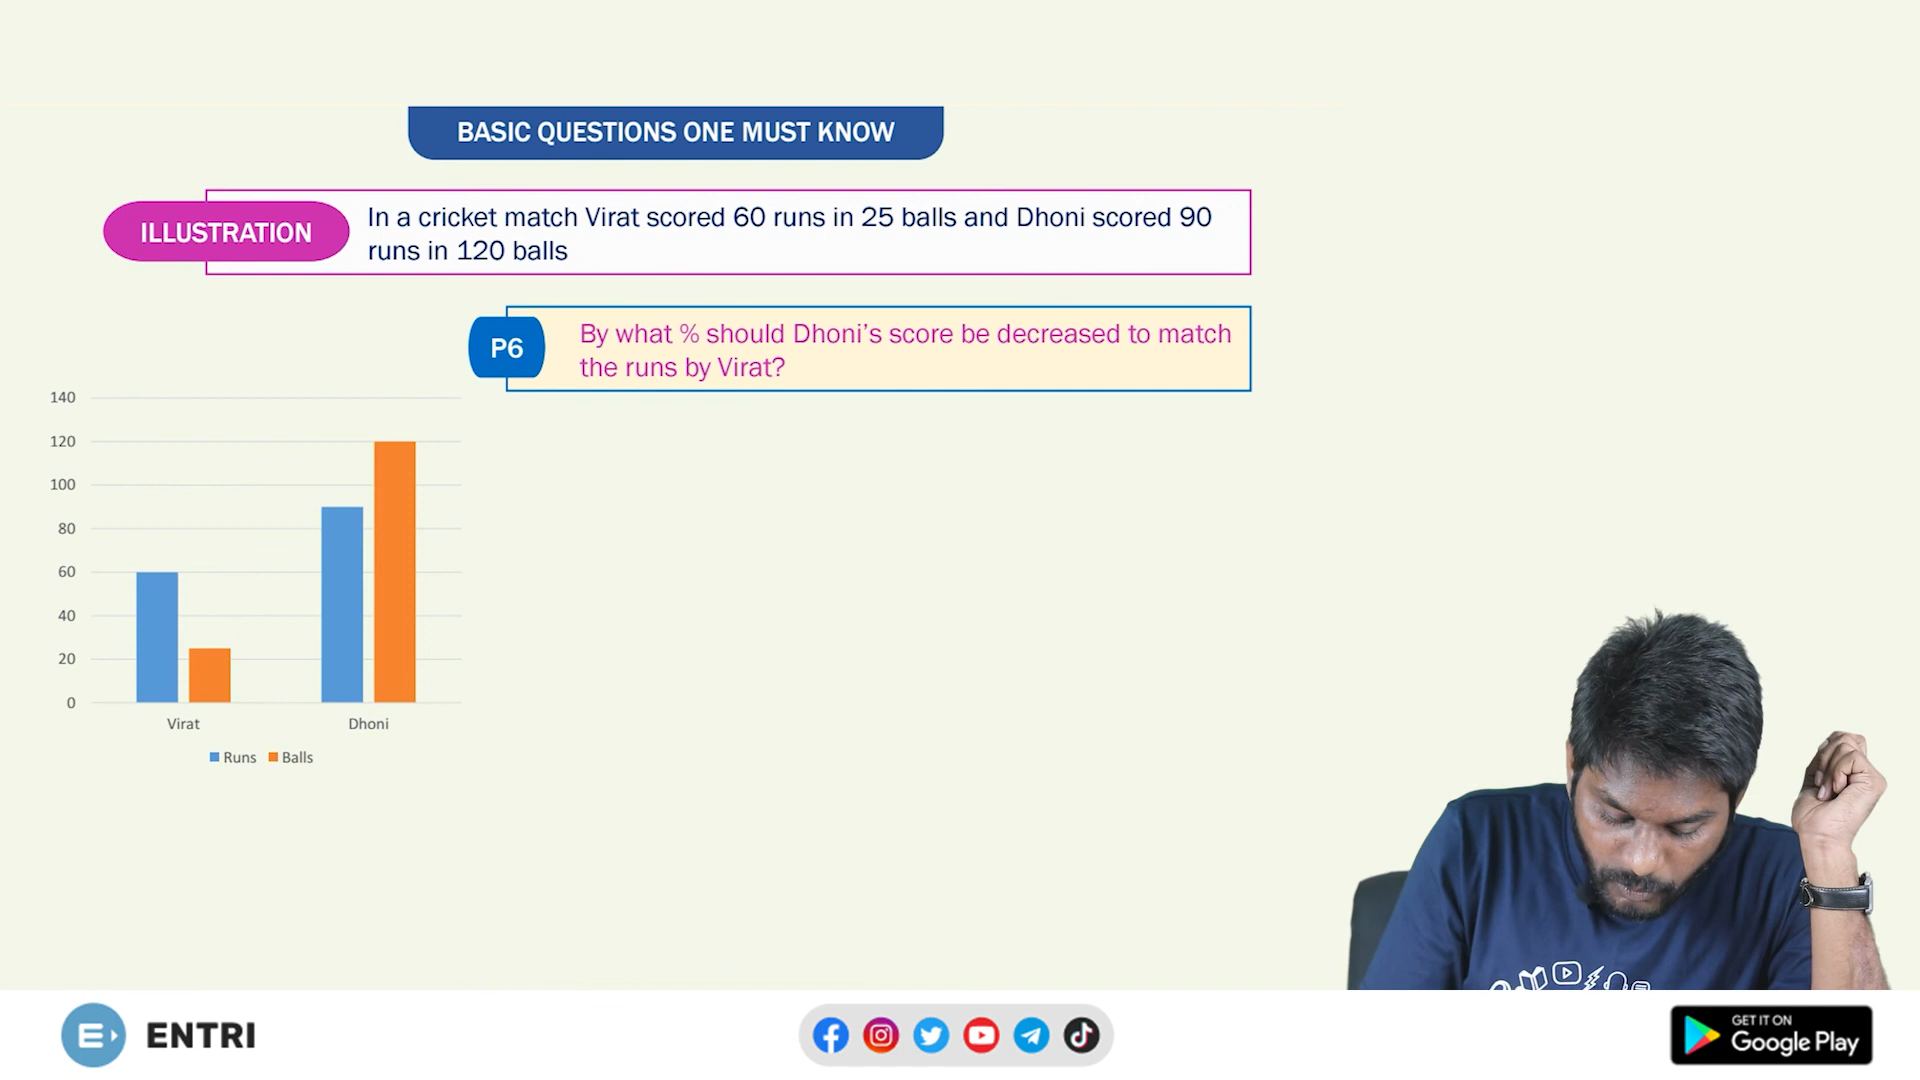 BASIC QUESTIONS ONE MUST KNOW
ILLUSTRATION
In a cricket match Virat scored 60 runs in 25 balls and Dhoni scored 90
runs in 120 balls
P6
By what % should Dhoni’s score be decreased to match
the runs by Virat?
140
120
100
80
60
40
20
0
Virat
Dhoni
Runs
Balls
ENTRI
GET IT ON
Google Play